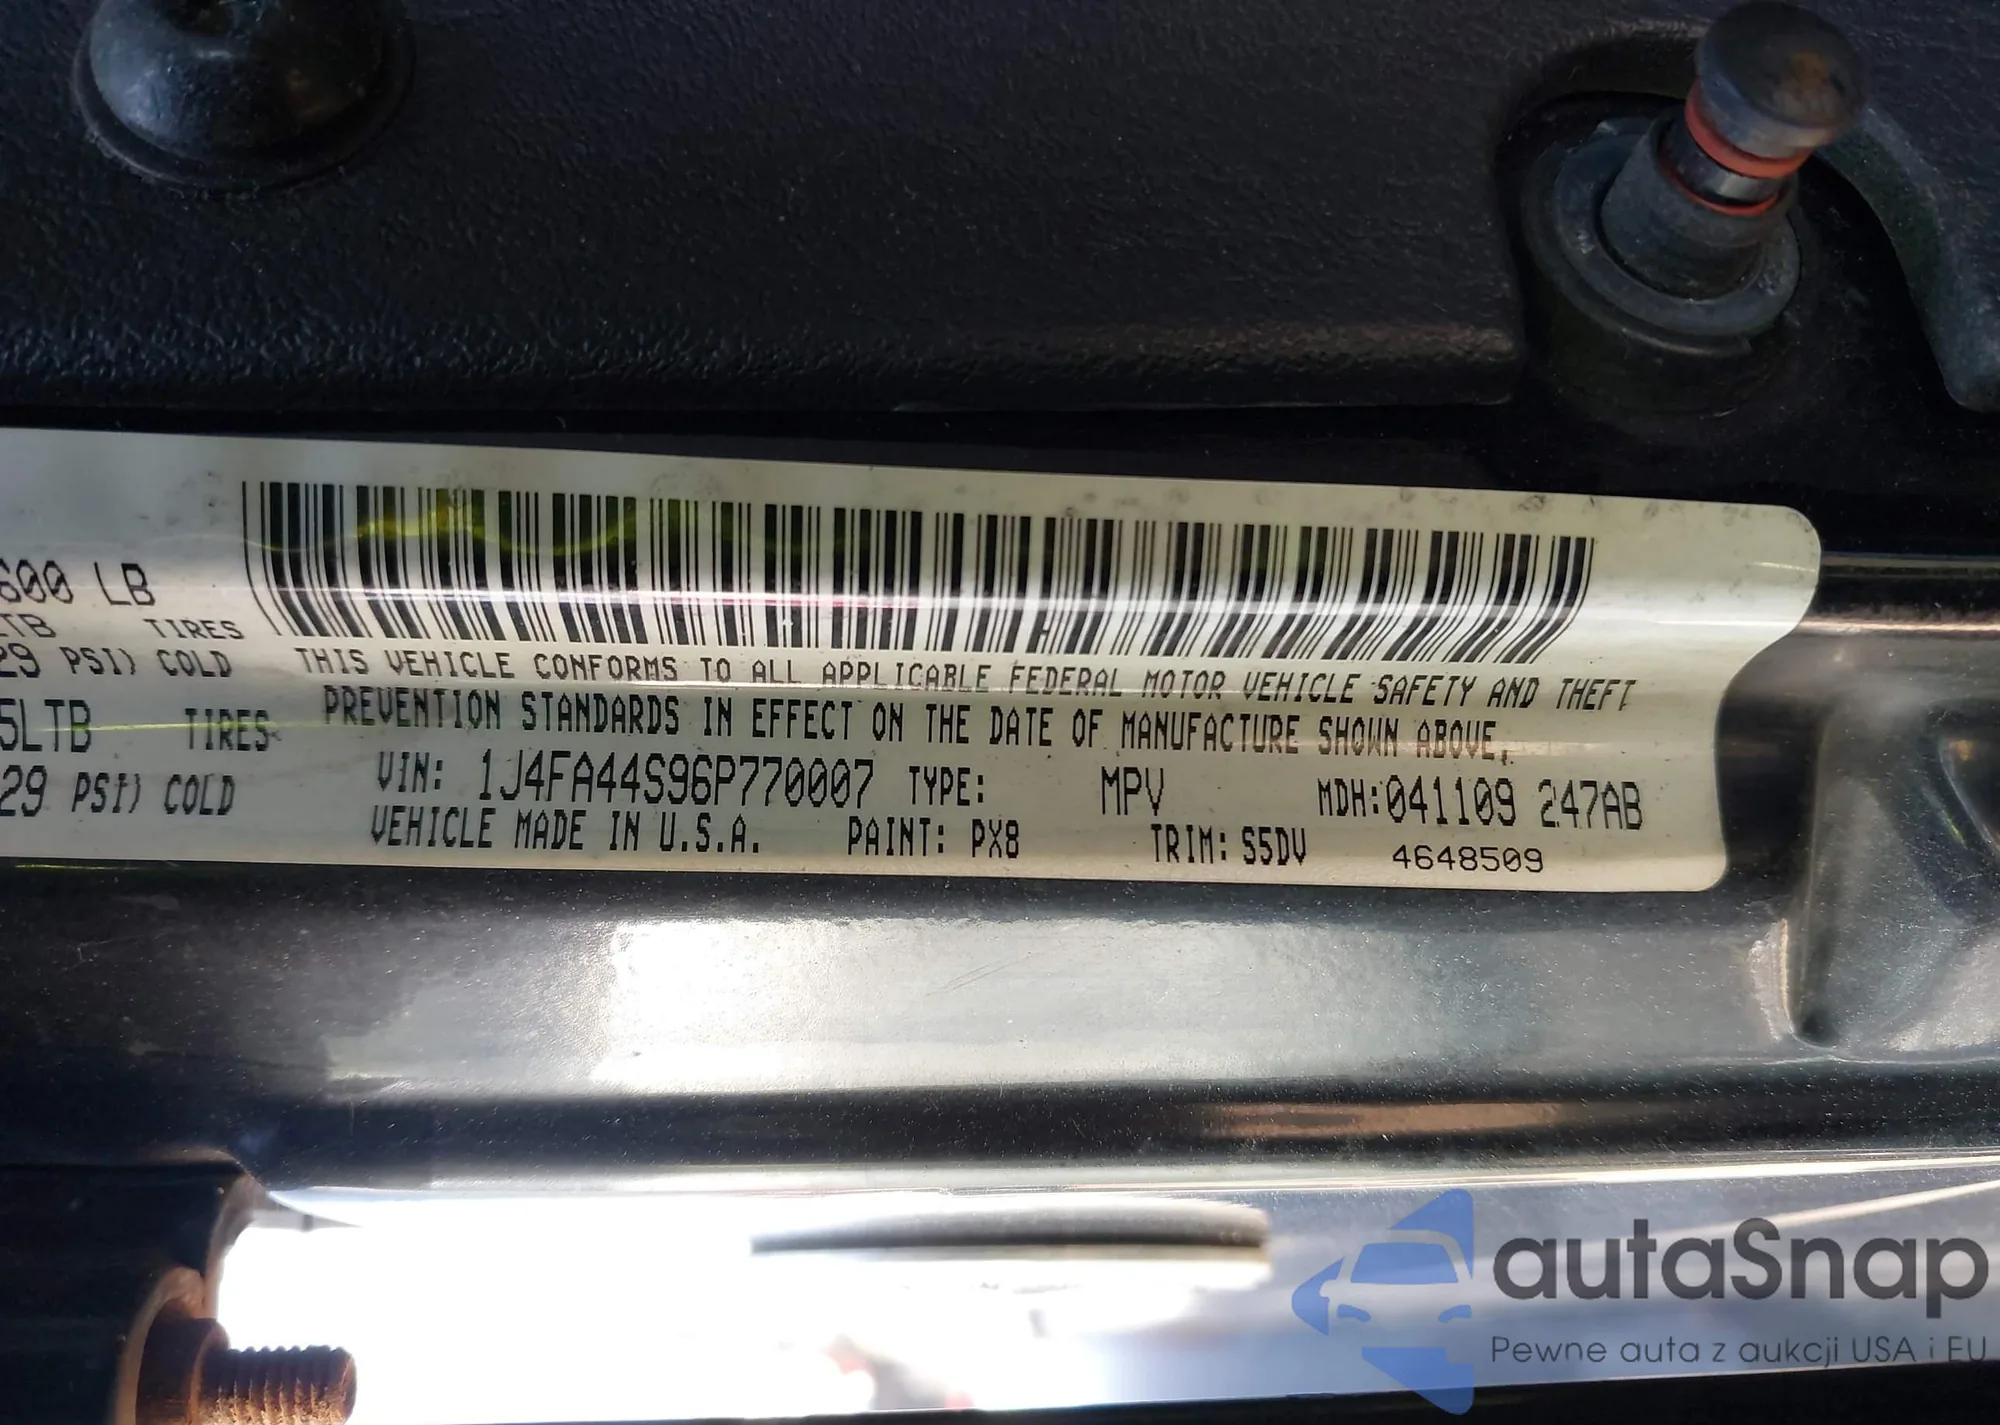 600 LB
LTB TIRES
29 PSI) COLD
5LTB TIRES
29 PSI) COLD
THIS VEHICLE CONFORMS TO ALL APPLICABLE FEDERAL MOTOR VEHICLE SAFETY AND THEFT
PREVENTION STANDARDS IN EFFECT ON THE DATE OF MANUFACTURE SHOWN ABOVE.
VIN: 1J4FA44S96P770007 TYPE: MPV MDH:041109 247AB
VEHICLE MADE IN U.S.A. PAINT: PX8 TRIM: S5DV 4648509
autaSnap
Pewne auta z aukcji USA i EU